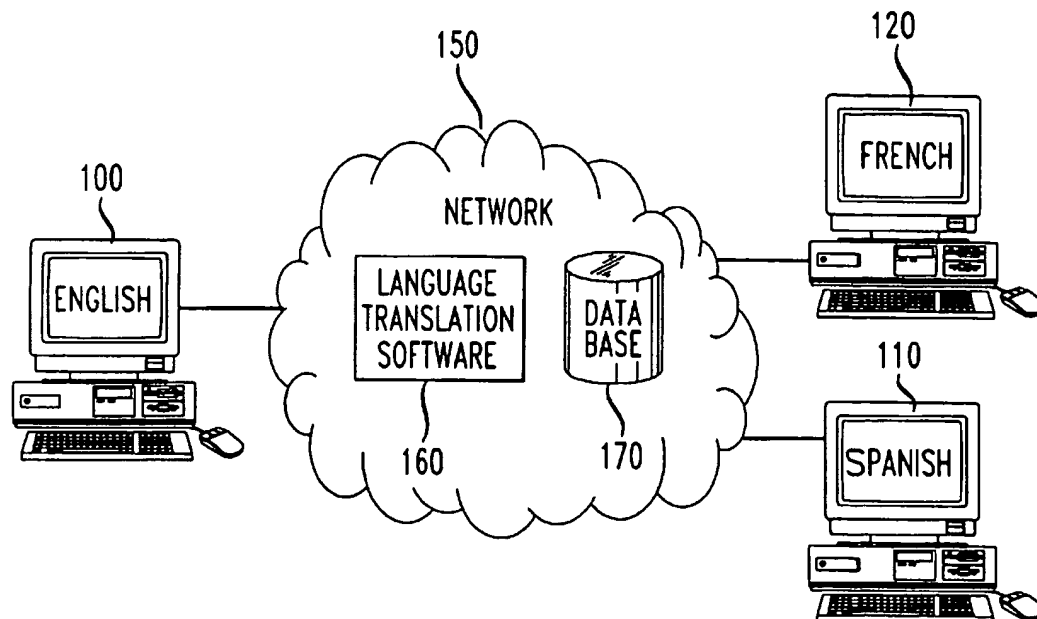 150
120
FRENCH
100
NETWORK
ENGLISH
LANGUAGE
TRANSLATION
SOFTWARE
DATA
BASE
110
160
170
SPANISH